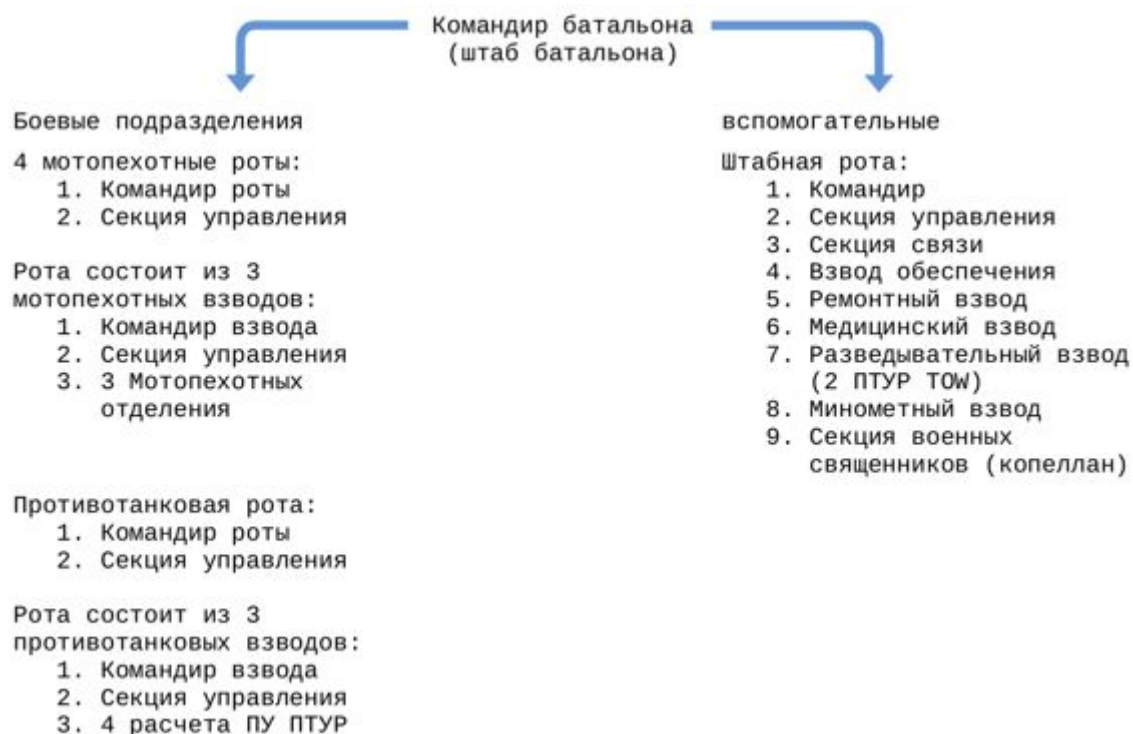 Командир батальона
(штаб батальона)
Боевые подразделения
4 мотопехотные роты:
1. Командир роты
2. Секция управления
Рота состоит из 3
мотопехотных взводов:
1. Командир взвода
2. Секция управления
3. 3 Мотопехотных
отделения
Противотанковая рота:
1. Командир роты
2. Секция управления
Рота состоит из 3
противотанковых взводов:
1. Командир взвода
2. Секция управления
3. 4 расчета ПУ ПТУР
вспомогательные
Штабная рота:
1. Командир
2. Секция управления
3. Секция связи
4. Взвод обеспечения
5. Ремонтный взвод
6. Медицинский взвод
7. Разведывательный взвод
(2 ПТУР TOW)
8. Минометный взвод
9. Секция военных
священников (копеллан)